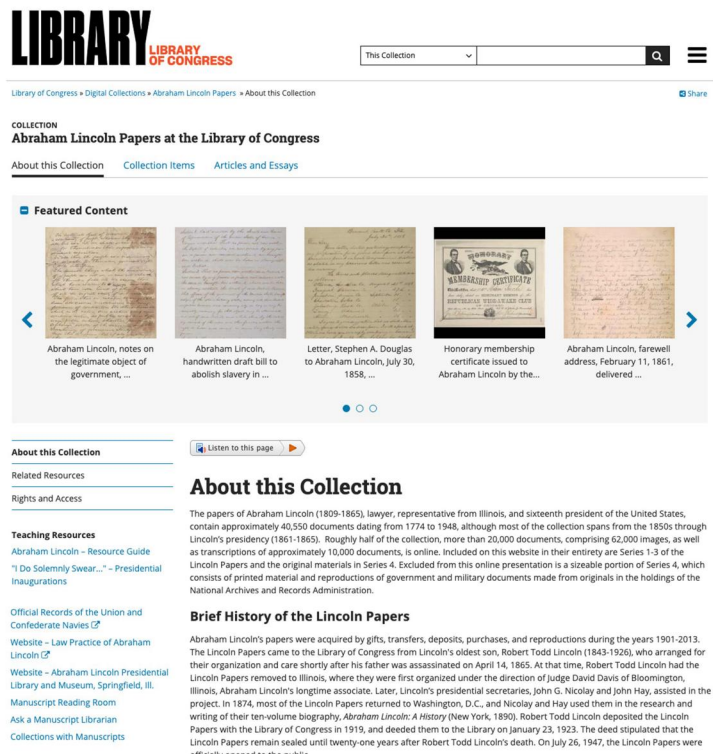 LIBRARY
LIBRARY
OF CONGRESS
This Collection
Library of Congress » Digital Collections » Abraham Lincoln Papers » About this Collection
Share
COLLECTION
Abraham Lincoln Papers at the Library of Congress
About this Collection Collection Items Articles and Essays
Featured Content
HONORARY
MEMBERSHIP CERTIFICATE
Abraham Lincoln, notes on
the legitimate object of
government, ...
Abraham Lincoln,
handwritten draft bill to
abolish slavery in ...
Letter, Stephen A. Douglas
to Abraham Lincoln, July 30,
1858, ...
Honorary membership
certificate issued to
Abraham Lincoln by the...
Abraham Lincoln, farewell
address, February 11, 1861,
delivered ...
About this Collection
Related Resources
Rights and Access
Teaching Resources
Abraham Lincoln – Resource Guide
"I Do Solemnly Swear..." – Presidential
Inaugurations
Official Records of the Union and
Confederate Navies
Website – Law Practice of Abraham
Lincoln
Website – Abraham Lincoln Presidential
Library and Museum, Springfield, Ill.
Manuscript Reading Room
Ask a Manuscript Librarian
Collections with Manuscripts
Listen to this page
About this Collection
The papers of Abraham Lincoln (1809-1865), lawyer, representative from Illinois, and sixteenth president of the United States,
contain approximately 40,550 documents dating from 1774 to 1948, although most of the collection spans from the 1850s through
Lincoln's presidency (1861-1865). Roughly half of the collection, more than 20,000 documents, comprising 62,000 images, as well
as transcriptions of approximately 10,000 documents, is online. Included on this website in their entirety are Series 1-3 of the
Lincoln Papers and the original materials in Series 4. Excluded from this online presentation is a sizeable portion of Series 4, which
consists of printed material and reproductions of government and military documents made from originals in the holdings of the
National Archives and Records Administration.
Brief History of the Lincoln Papers
Abraham Lincoln's papers were acquired by gifts, transfers, deposits, purchases, and reproductions during the years 1901-2013.
The Lincoln Papers came to the Library of Congress from Lincoln's oldest son, Robert Todd Lincoln (1843-1926), who arranged for
their organization and care shortly after his father was assassinated on April 14, 1865. At that time, Robert Todd Lincoln had the
Lincoln Papers removed to Illinois, where they were first organized under the direction of Judge David Davis of Bloomington,
Illinois, Abraham Lincoln's longtime associate. Later, Lincoln's presidential secretaries, John G. Nicolay and John Hay, assisted in the
project. In 1874, most of the Lincoln Papers returned to Washington, D.C., and Nicolay and Hay used them in the research and
writing of their ten-volume biography, Abraham Lincoln: A History (New York, 1890). Robert Todd Lincoln deposited the Lincoln
Papers with the Library of Congress in 1919, and deeded them to the Library on January 23, 1923. The deed stipulated that the
Lincoln Papers remain sealed until twenty-one years after Robert Todd Lincoln's death. On July 26, 1947, the Lincoln Papers were